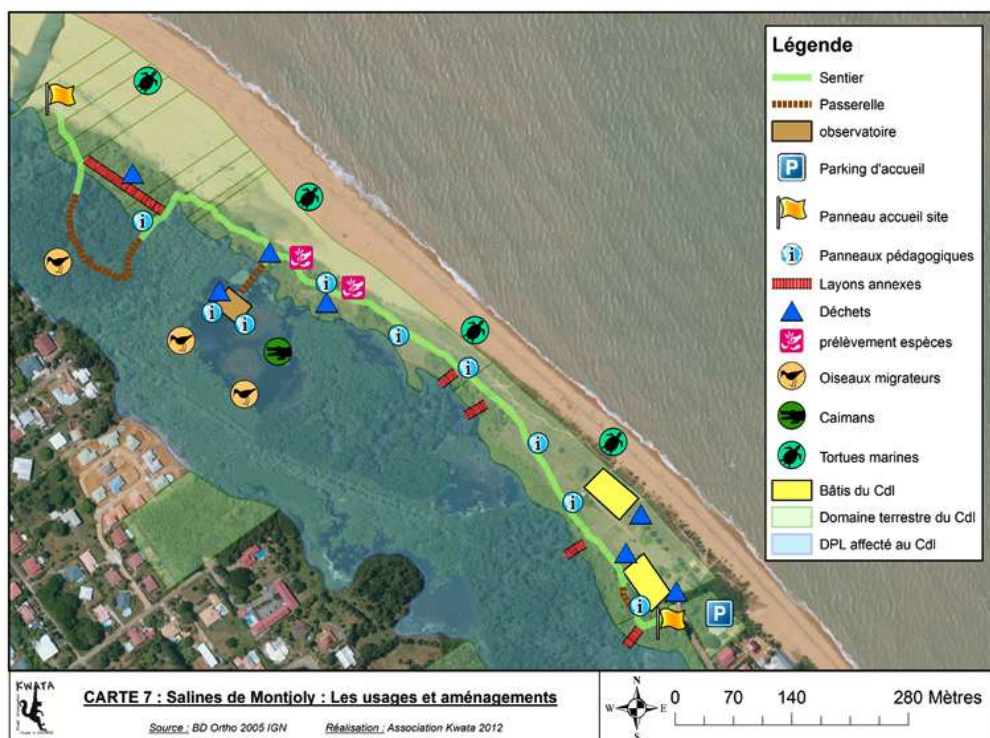 Légende
Sentier
Passerelle
observatoire
P Parking d'accueil
Panneau accueil site
i Panneaux pédagogiques
Layons annexes
Déchets
prélèvement espèces
Oiseaux migrateurs
Caimans
Tortues marines
Bâtis du Cdl
Domaine terrestre du Cdl
DPL affecté au Cdl
i
i
i
i
i
i
i
i
i
P
KWATA
CARTE 7 : Salines de Montjoly : Les usages et aménagements
Source : BD Ortho 2005 IGN Réalisation : Association Kwata 2012
N
W E
S
0 70 140 280 Mètres